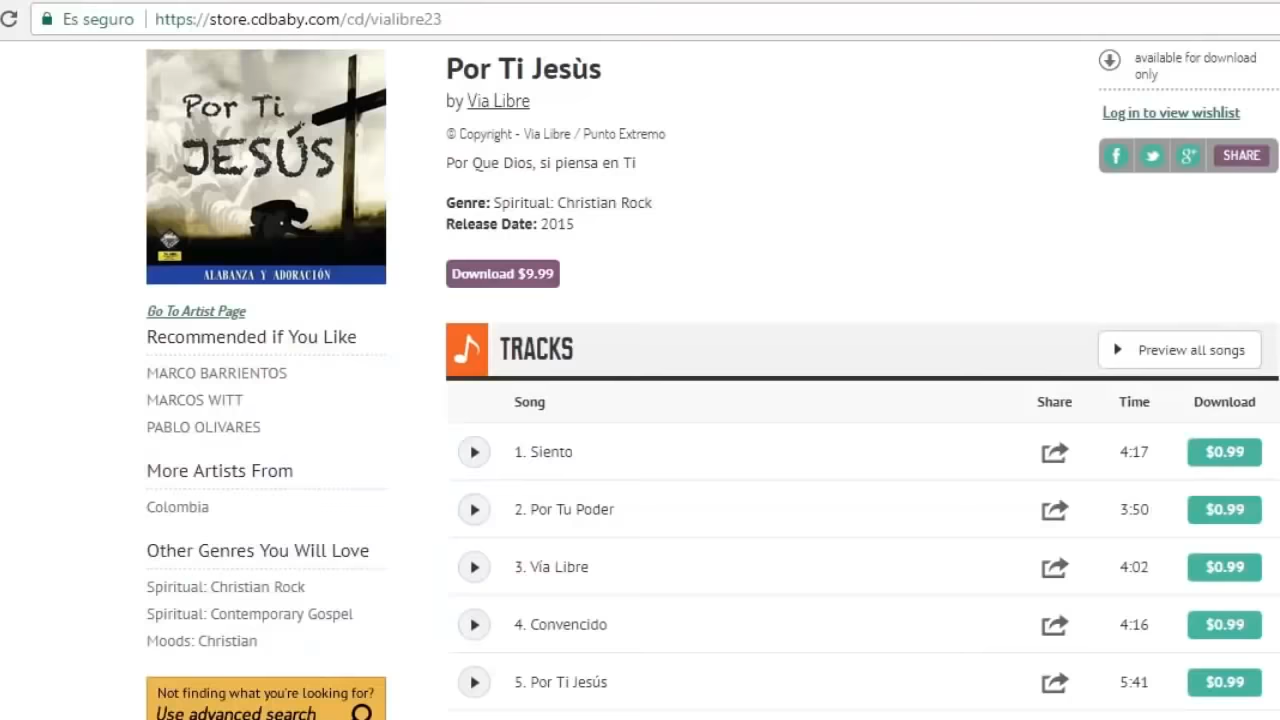 Es seguro
https://store.cdbaby.com/cd/vialibre23
Por Ti
JESÚS
ALABANZA Y ADORACIÓN
Go To Artist Page
Recommended if You Like
MARCO BARRIENTOS
MARCOS WITT
PABLO OLIVARES
More Artists From
Colombia
Other Genres You Will Love
Spiritual: Christian Rock
Spiritual: Contemporary Gospel
Moods: Christian
Not finding what you're looking for?
Use advanced search
Por Ti Jesùs
by Via Libre
© Copyright - Via Libre / Punto Extremo
Por Que Dios, si piensa en Ti
Genre: Spiritual: Christian Rock
Release Date: 2015
Download $9.99
available for download
only
Log in to view wishlist
f g+ SHARE
TRACKS
Preview all songs
Song Share Time Download
1. Siento 4:17 $0.99
2. Por Tu Poder 3:50 $0.99
3. Vía Libre 4:02 $0.99
4. Convencido 4:16 $0.99
5. Por Ti Jesús 5:41 $0.99